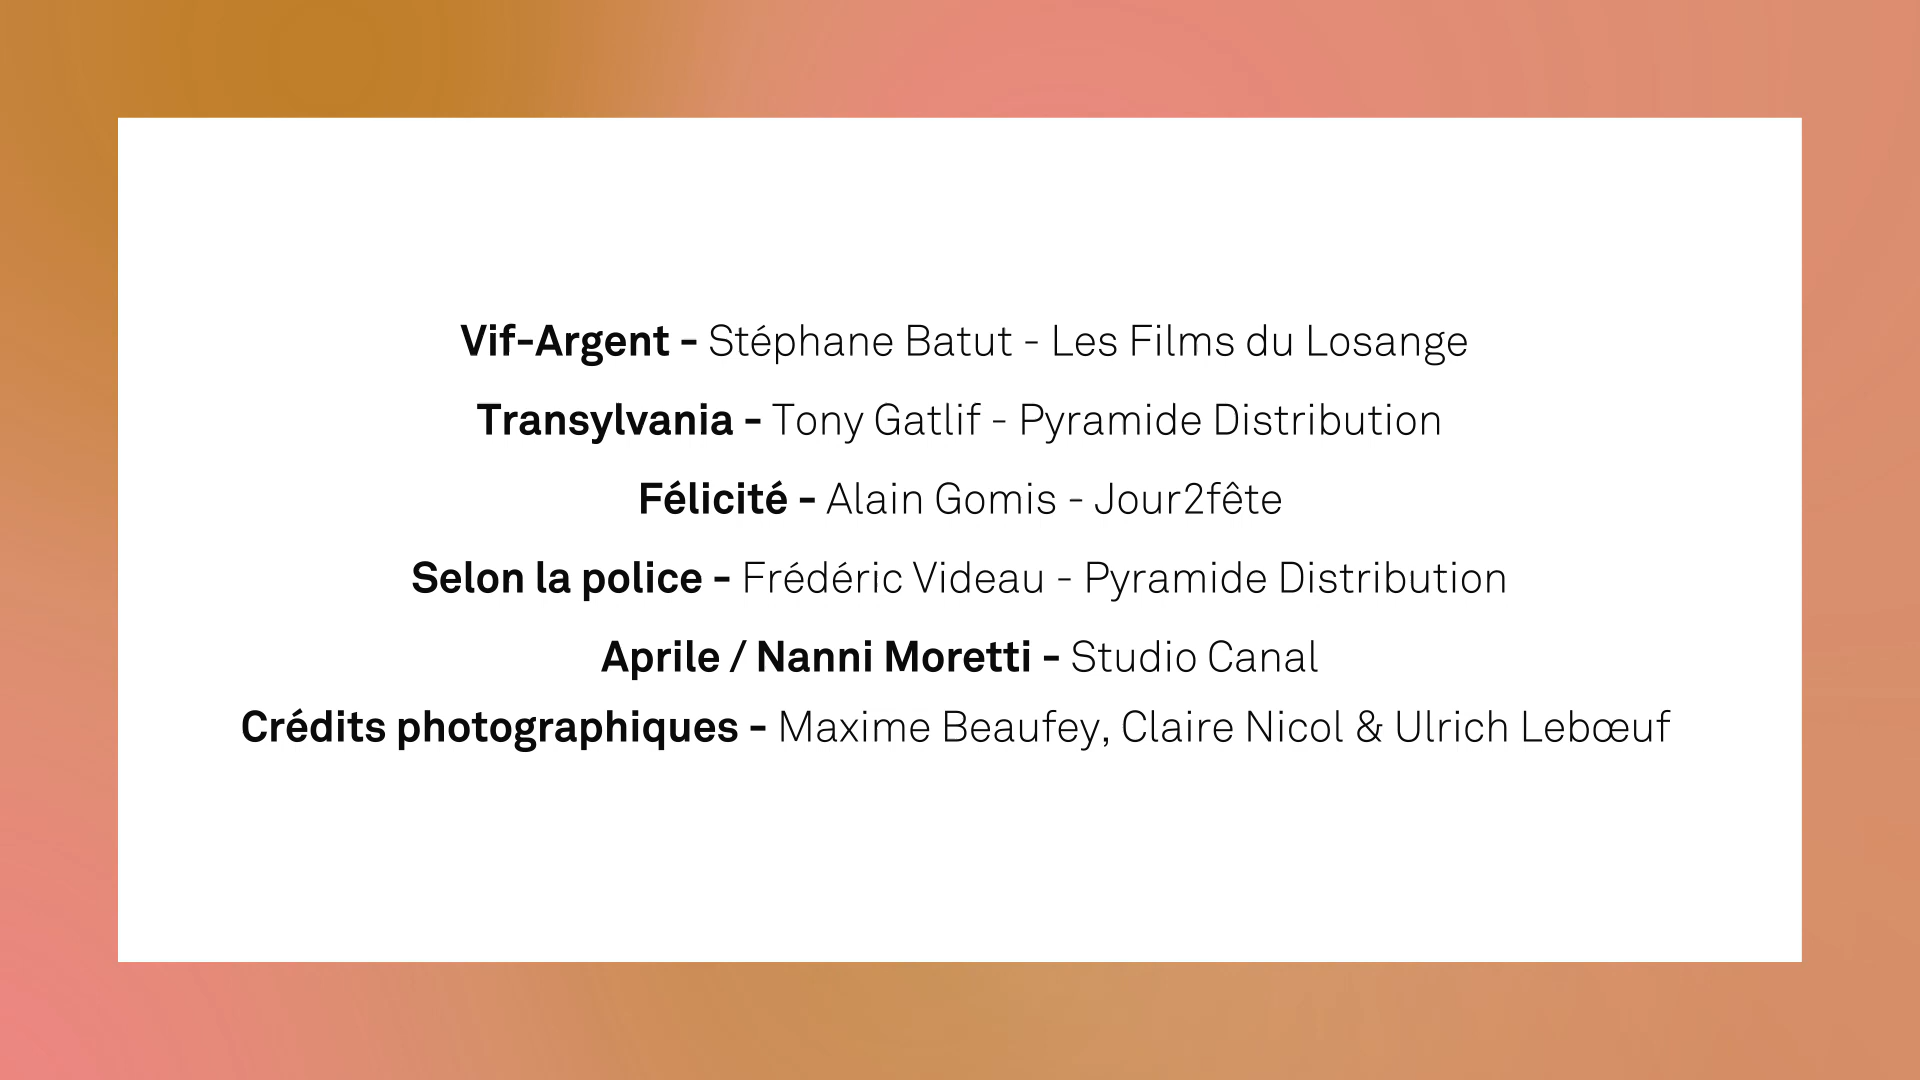 Vif-Argent - Stéphane Batut - Les Films du Losange
Transylvania - Tony Gatlif - Pyramide Distribution
Félicité - Alain Gomis - Jour2fête
Selon la police - Frédéric Videau - Pyramide Distribution
Aprile / Nanni Moretti - Studio Canal
Crédits photographiques - Maxime Beaufey, Claire Nicol & Ulrich Lebœuf